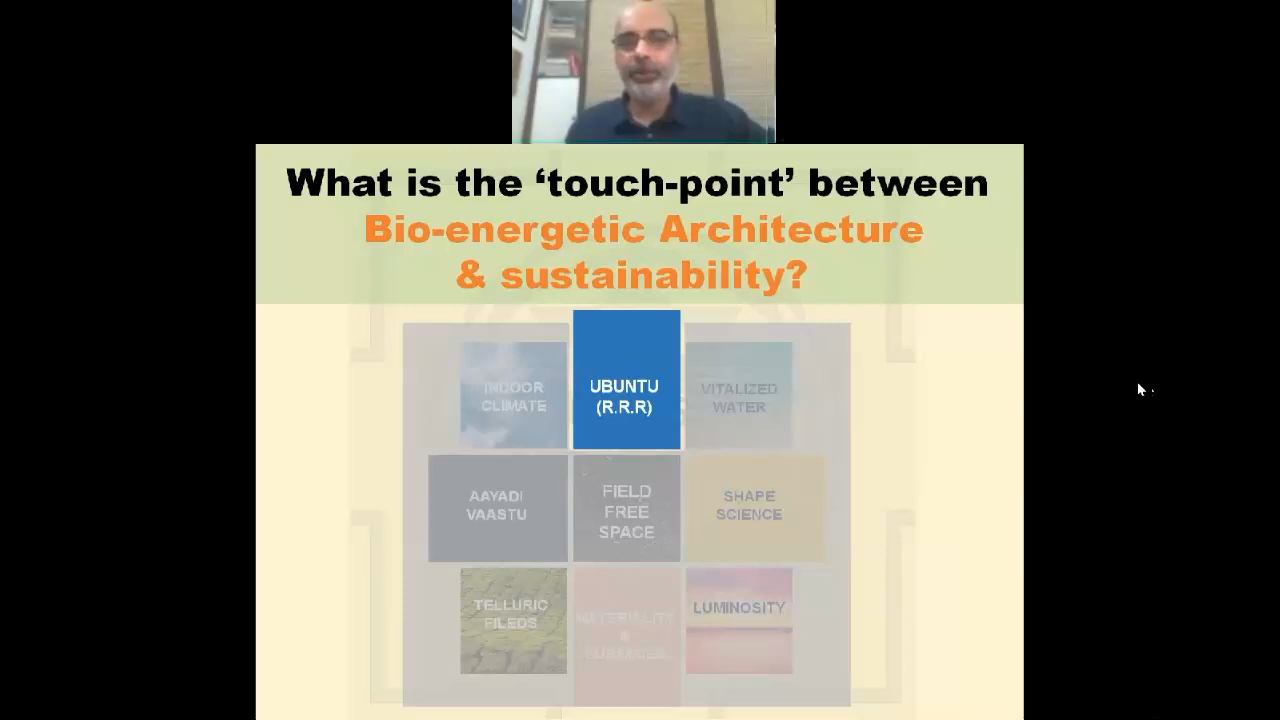 What is the ‘touch-point’ between
Bio-energetic Architecture
& sustainability?
INDOOR
CLIMATE
UBUNTU
(R.R.R)
VITALIZED
WATER
AAYADI
VAASTU
FIELD
FREE
SPACE
SHAPE
SCIENCE
TELLURIC
FILEDS
MATERIALITY
&
LUMINOSITY